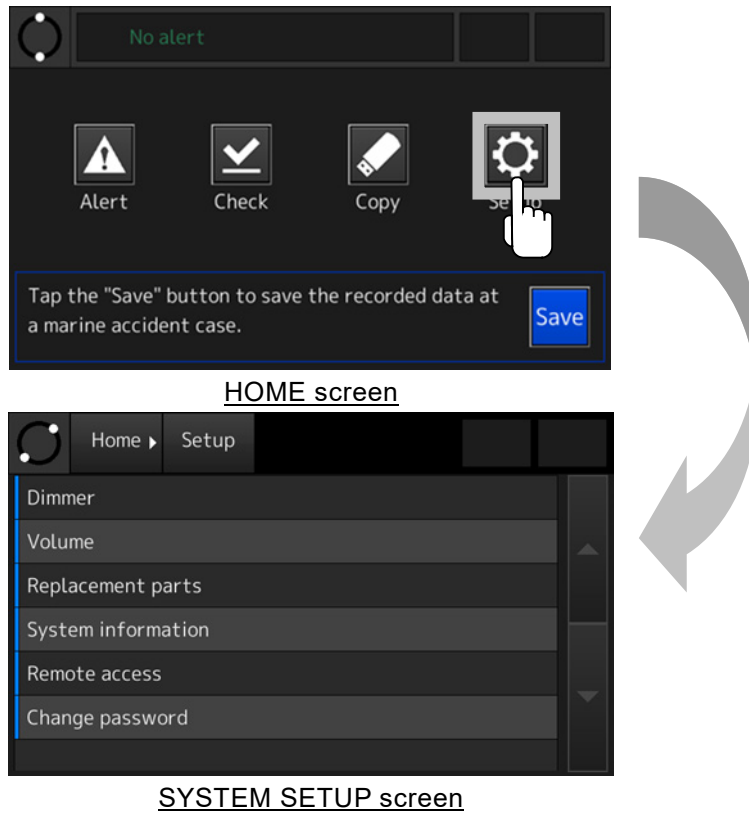 No alert
Alert
Check
Copy
Setup
Tap the "Save" button to save the recorded data at
a marine accident case.
Save
HOME screen
Home
Setup
Dimmer
Volume
Replacement parts
System information
Remote access
Change password
SYSTEM SETUP screen